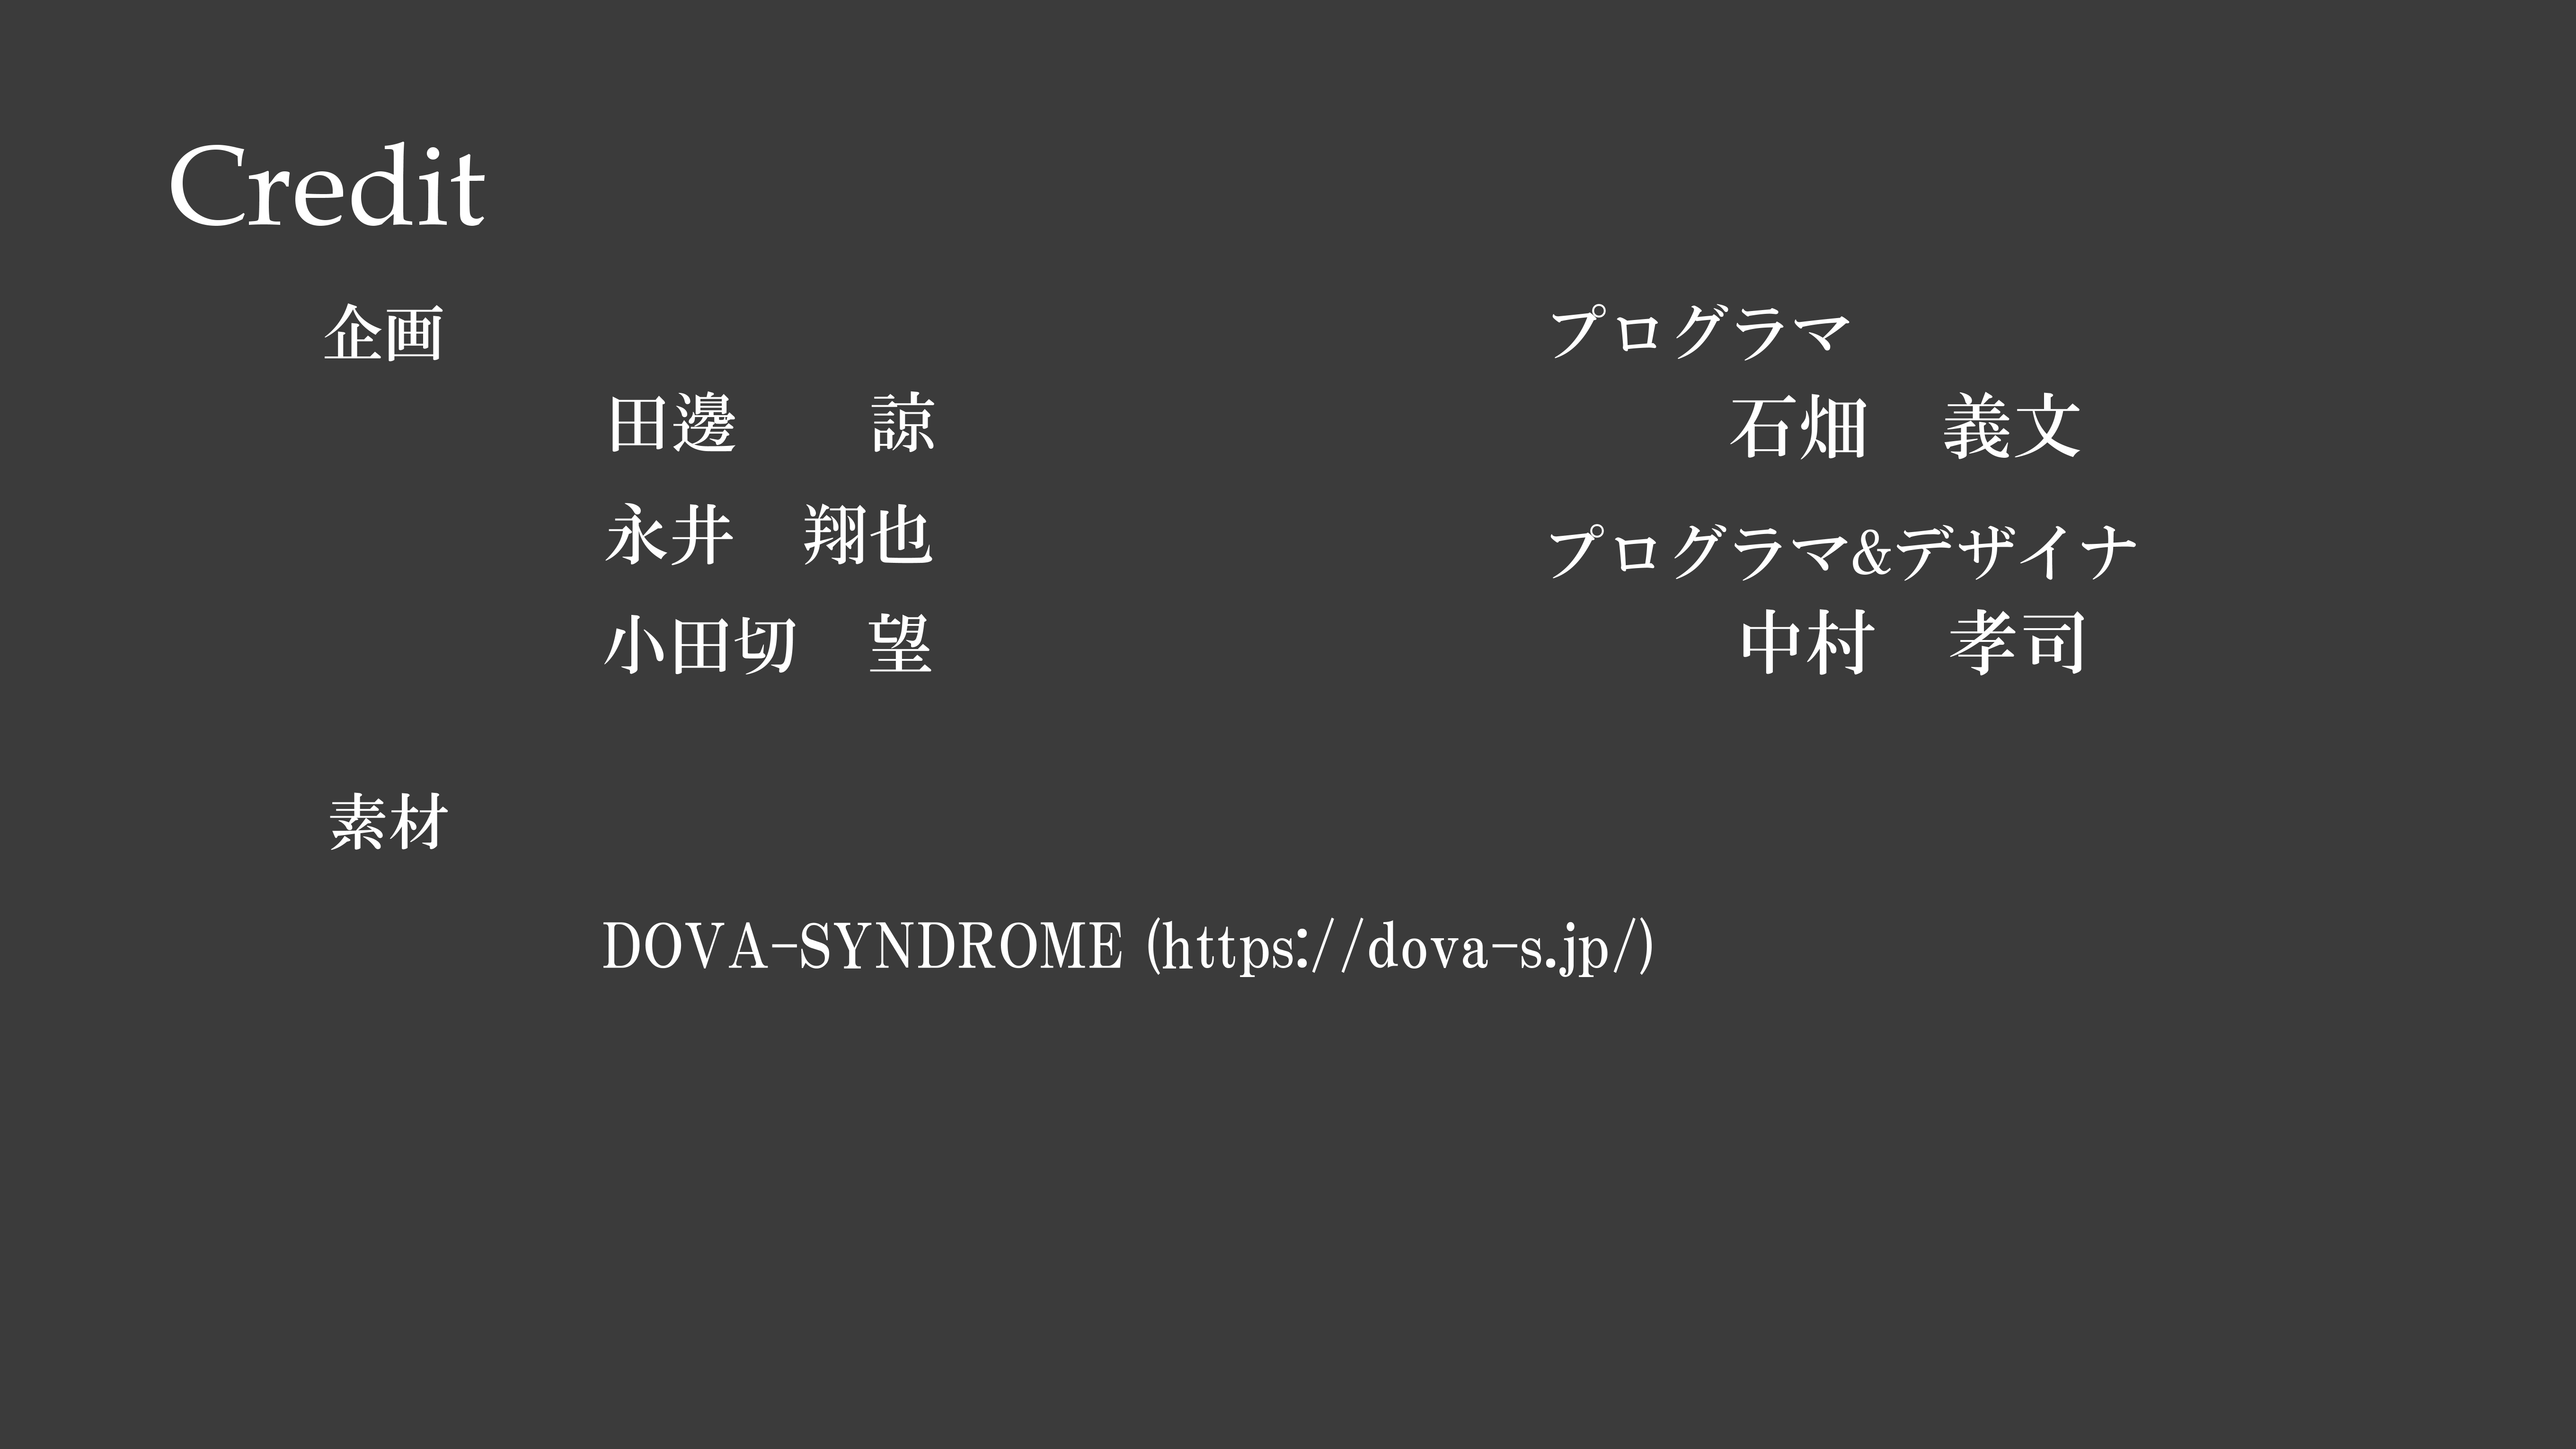 Credit
企画
田邊　　諒
永井　翔也
小田切　望
プログラマ
石畑　義文
プログラマ&デザイナ
中村　孝司
素材
DOVA-SYNDROME (https://dova-s.jp/)